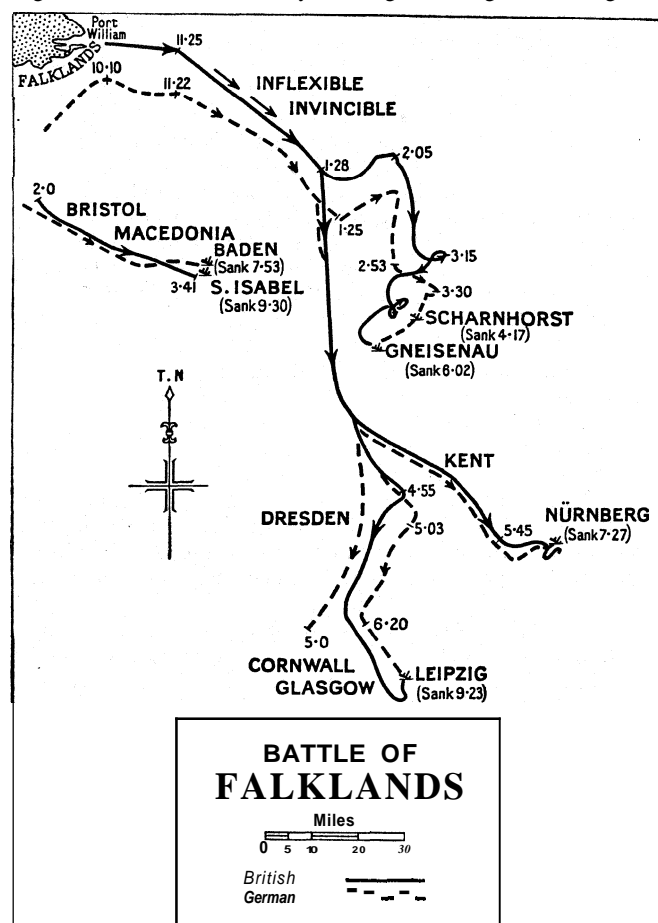 Port
William
FALKLANDS
11·25
10·10
11·22
INFLEXIBLE
INVINCIBLE
1·28
2·05
1·25
2·0
BRISTOL
MACEDONIA
BADEN
(Sank 7·53)
S. ISABEL
(Sank 9·30)
3·41
3·15
2·53
3·30
SCHARNHORST
(Sank 4·17)
GNEISENAU
(Sank 6·02)
T. N
KENT
4·55
DRESDEN
5·03
5·45
NÜRNBERG
(Sank 7·27)
6·20
5·0
CORNWALL
GLASGOW
LEIPZIG
(Sank 9·23)
BATTLE OF
FALKLANDS
Miles
0 5 10 20 30
British
German